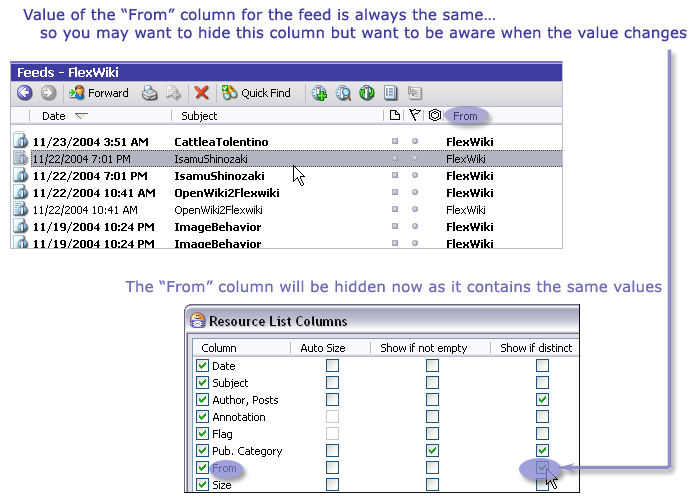 Value of the “From” column for the feed is always the same...
so you may want to hide this column but want to be aware when the value changes
Feeds - FlexWiki
Forward Quick Find
Date Subject From
11/23/2004 3:51 AM CattleaTolentino FlexWiki
11/22/2004 7:01 PM IsamuShinozaki FlexWiki
11/22/2004 7:01 PM IsamuShinozaki FlexWiki
11/22/2004 10:41 AM OpenWiki2Flexwiki FlexWiki
11/22/2004 10:41 AM OpenWiki2Flexwiki FlexWiki
11/19/2004 10:24 PM ImageBehavior FlexWiki
11/19/2004 10:24 PM ImageBehavior FlexWiki
The “From” column will be hidden now as it contains the same values
Resource List Columns
Column Auto Size Show if not empty Show if distinct
Date
Subject
Author, Posts
Annotation
Flag
Pub. Category
From
Size